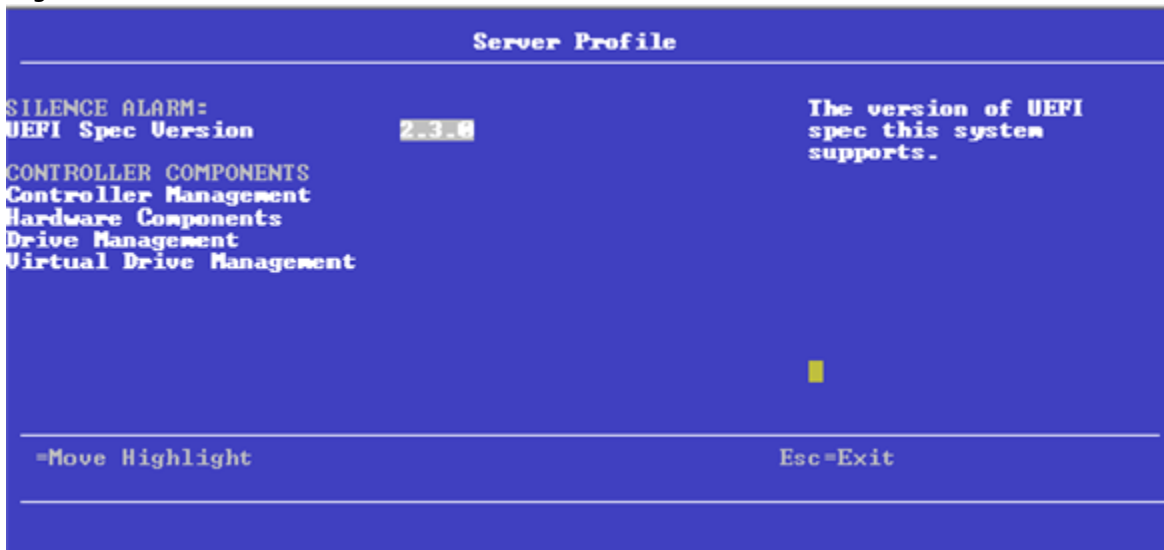 Server Profile
SILENCE ALARM:
UEFI Spec Version 2.3.0
The version of UEFI
spec this system
supports.
CONTROLLER COMPONENTS
Controller Management
Hardware Components
Drive Management
Virtual Drive Management
=Move Highlight Esc=Exit